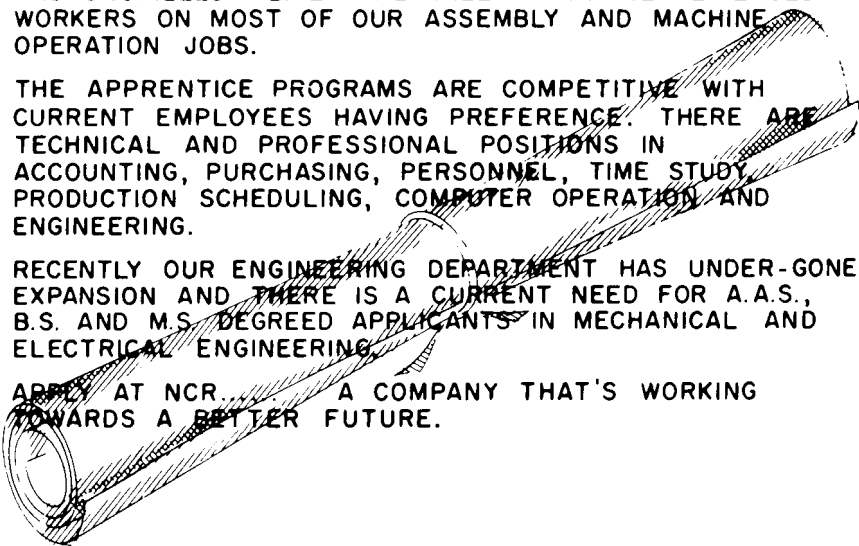 WORKERS ON MOST OF OUR ASSEMBLY AND MACHINE
OPERATION JOBS.
THE APPRENTICE PROGRAMS ARE COMPETITIVE WITH
CURRENT EMPLOYEES HAVING PREFERENCE. THERE ARE
TECHNICAL AND PROFESSIONAL POSITIONS IN
ACCOUNTING, PURCHASING, PERSONNEL, TIME STUDY,
PRODUCTION SCHEDULING, COMPUTER OPERATION AND
ENGINEERING.
RECENTLY OUR ENGINEERING DEPARTMENT HAS UNDER-GONE
EXPANSION AND THERE IS A CURRENT NEED FOR A.A.S.,
B.S. AND M.S. DEGREED APPLICANTS IN MECHANICAL AND
ELECTRICAL ENGINEERING.
APPLY AT NCR..... A COMPANY THAT'S WORKING
TOWARDS A BETTER FUTURE.